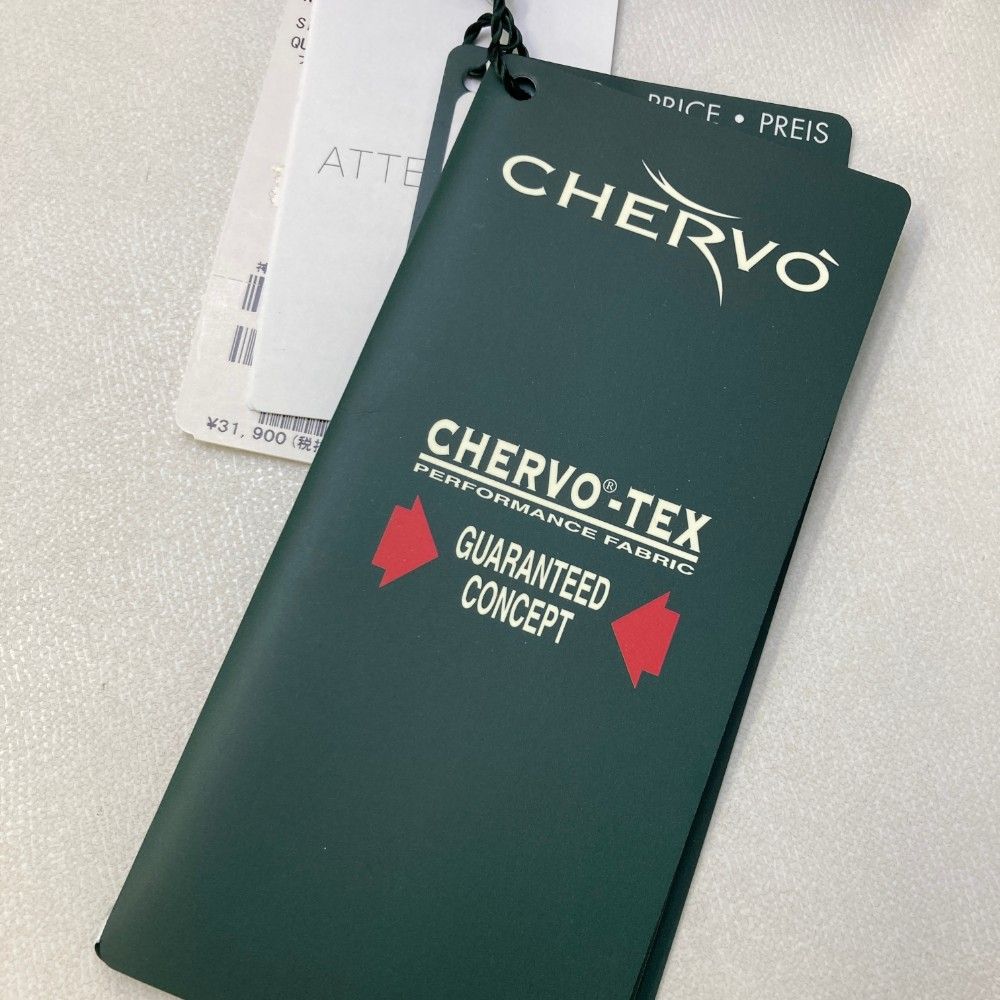 PRICE • PREIS
CHERVÒ
ATTE
CHERVO®-TEX
PERFORMANCE FABRIC
GUARANTEED
CONCEPT
¥31,900(税